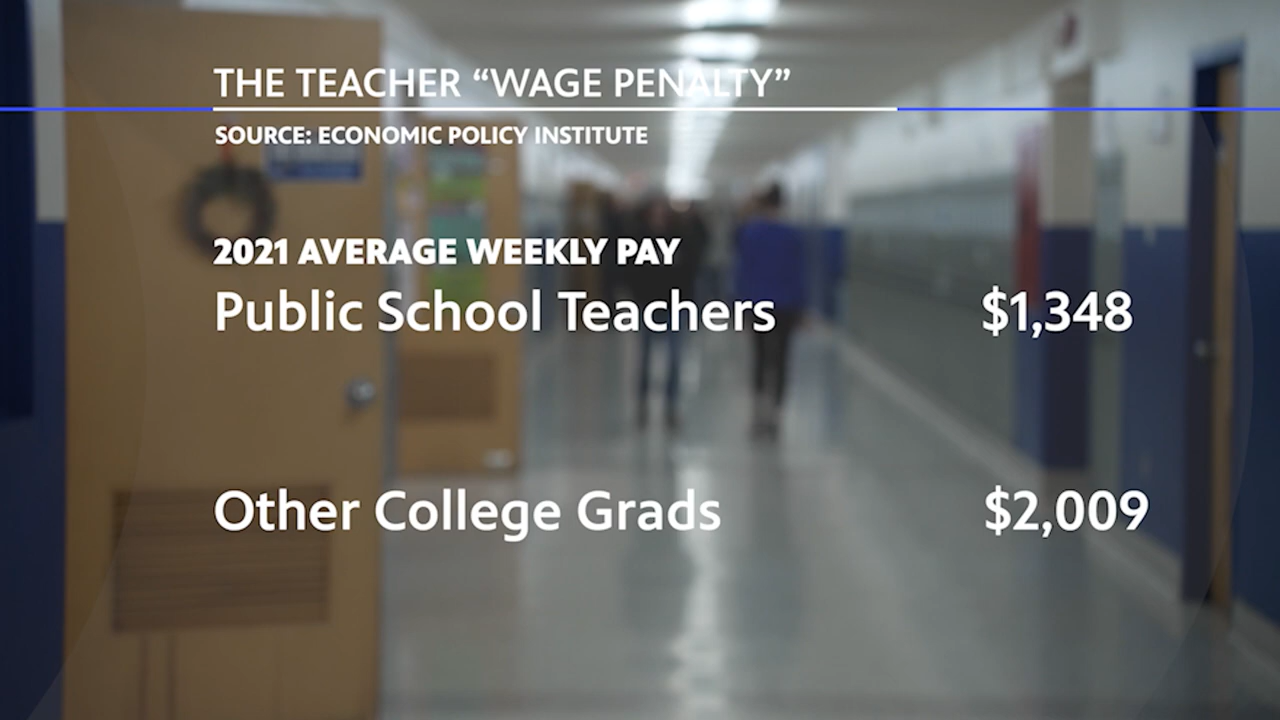 THE TEACHER “WAGE PENALTY”
SOURCE: ECONOMIC POLICY INSTITUTE
2021 AVERAGE WEEKLY PAY
Public School Teachers $1,348
Other College Grads $2,009